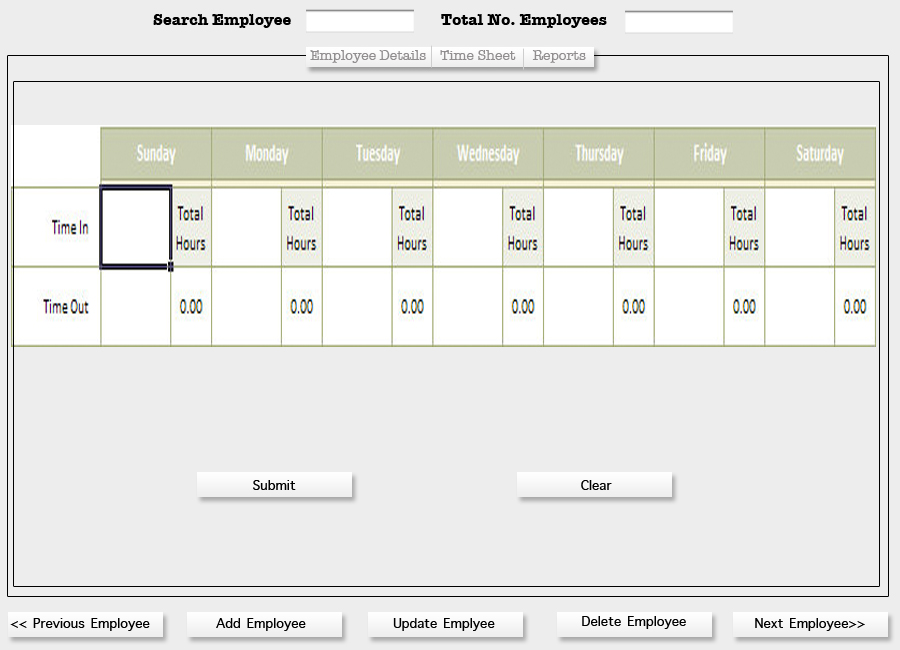 Search Employee Total No. Employees
Employee Details Time Sheet Reports
Sunday Monday Tuesday Wednesday Thursday Friday Saturday
Time In Total Hours Total Hours Total Hours Total Hours Total Hours Total Hours Total Hours
Time Out 0.00 0.00 0.00 0.00 0.00 0.00 0.00
Submit Clear
<< Previous Employee Add Employee Update Emplyee Delete Employee Next Employee>>